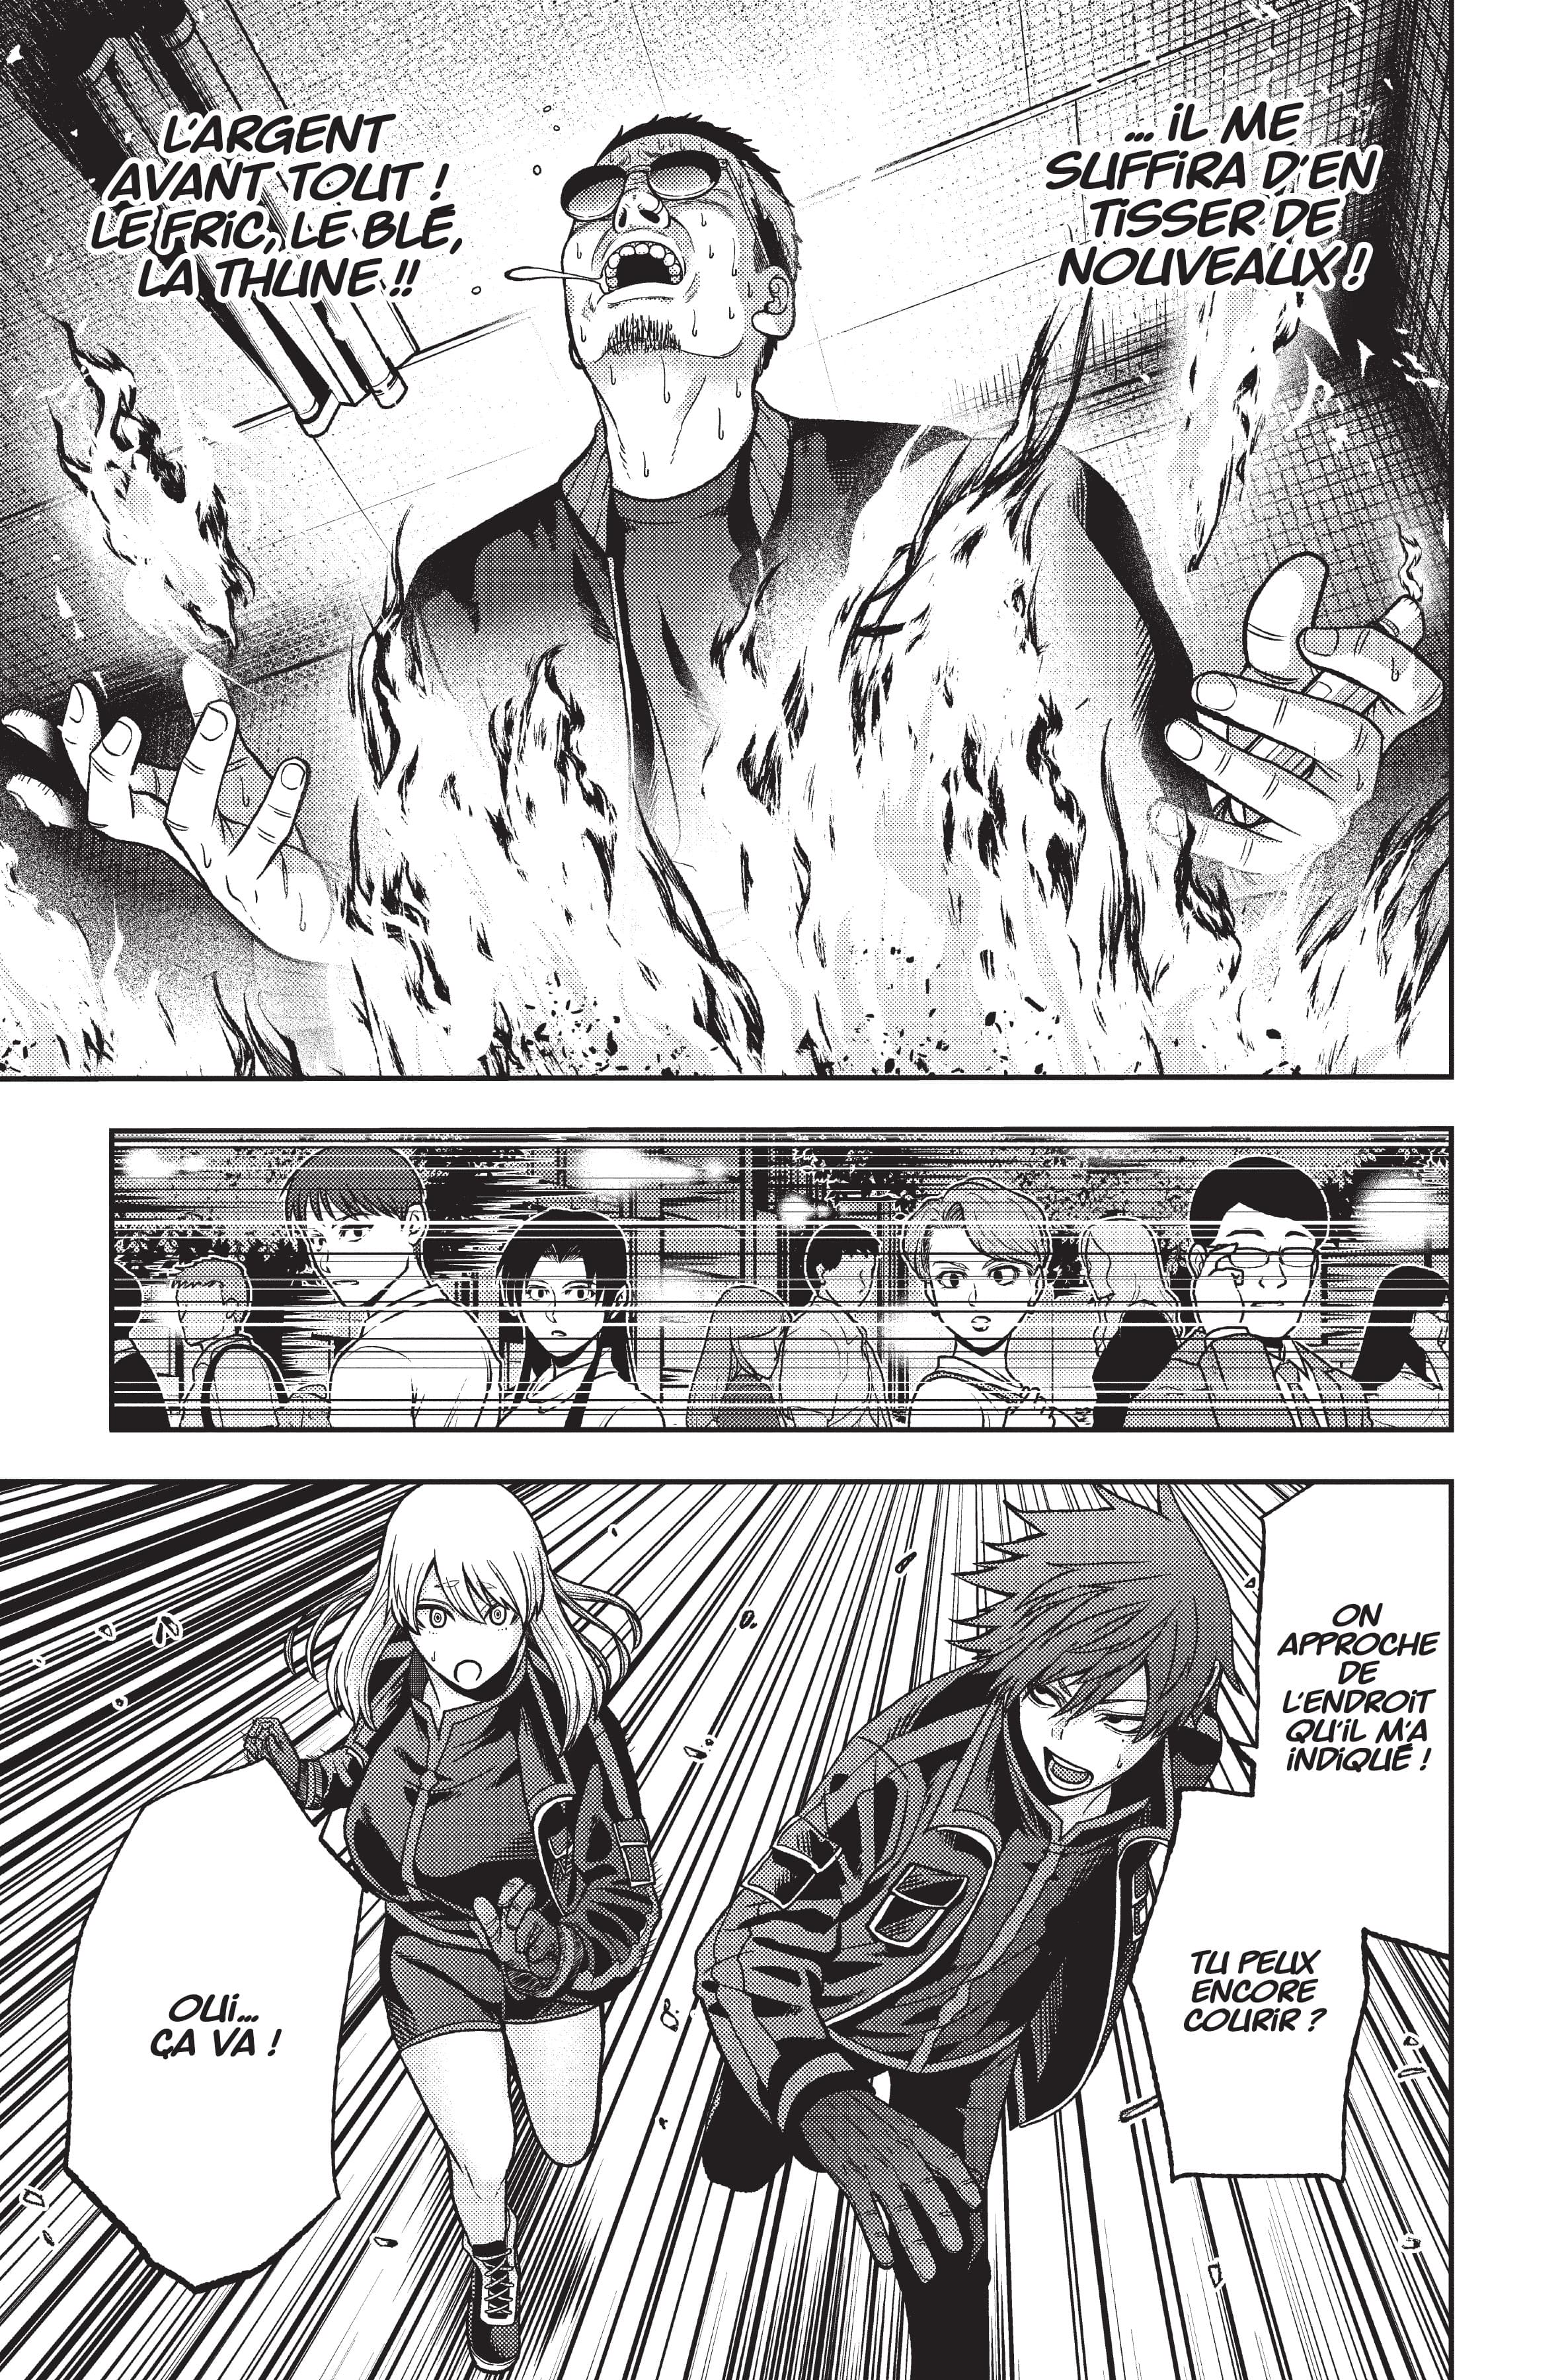 ... IL ME
SUFFIRA D'EN
TISSER DE
NOUVEAUX !
L'ARGENT
AVANT TOUT !
LE FRIC, LE BLÉ,
LA THUNE !!
ON
APPROCHE
DE
L'ENDROIT
QU'IL M'A
INDIQUÉ !
TU PEUX
ENCORE
COURIR ?
OUI...
ÇA VA !